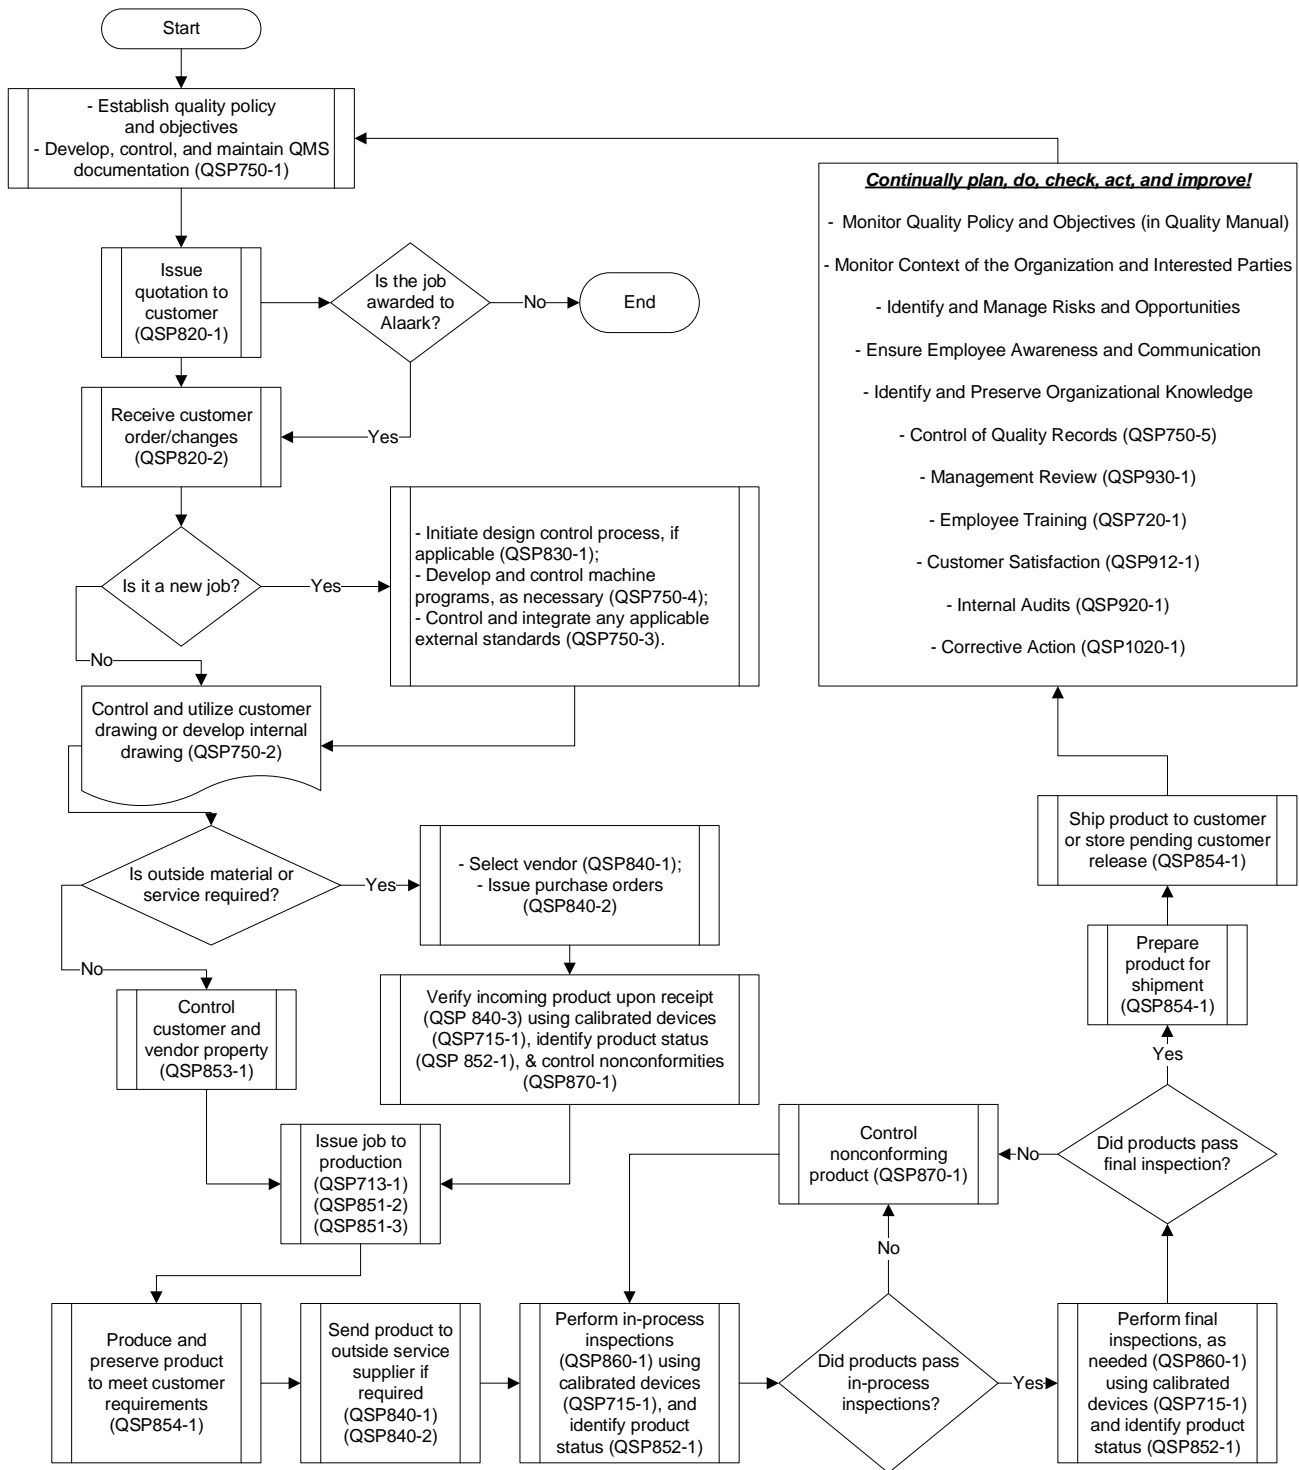 Start
- Establish quality policy
and objectives
- Develop, control, and maintain QMS
documentation (QSP750-1)
Issue
quotation to
customer
(QSP820-1)
Is the job
awarded to
Alaark?
No
End
Yes
Receive customer
order/changes
(QSP820-2)
Is it a new job?
Yes
No
- Initiate design control process, if
applicable (QSP830-1);
- Develop and control machine
programs, as necessary (QSP750-4);
- Control and integrate any applicable
external standards (QSP750-3).
Control and utilize customer
drawing or develop internal
drawing (QSP750-2)
Is outside material or
service required?
Yes
No
- Select vendor (QSP840-1);
- Issue purchase orders
(QSP840-2)
Control
customer and
vendor property
(QSP853-1)
Verify incoming product upon receipt
(QSP 840-3) using calibrated devices
(QSP715-1), identify product status
(QSP 852-1), & control nonconformities
(QSP870-1)
Issue job to
production
(QSP713-1)
(QSP851-2)
(QSP851-3)
Produce and
preserve product
to meet customer
requirements
(QSP854-1)
Send product to
outside service
supplier if
required
(QSP840-1)
(QSP840-2)
Perform in-process
inspections
(QSP860-1) using
calibrated devices
(QSP715-1), and
identify product
status (QSP852-1)
Did products pass
in-process
inspections?
No
Yes
Control
nonconforming
product (QSP870-1)
Perform final
inspections, as
needed (QSP860-1)
using calibrated
devices (QSP715-1)
and identify product
status (QSP852-1)
Did products pass
final inspection?
No
Yes
Prepare
product for
shipment
(QSP854-1)
Ship product to customer
or store pending customer
release (QSP854-1)
Continually plan, do, check, act, and improve!
- Monitor Quality Policy and Objectives (in Quality Manual)
- Monitor Context of the Organization and Interested Parties
- Identify and Manage Risks and Opportunities
- Ensure Employee Awareness and Communication
- Identify and Preserve Organizational Knowledge
- Control of Quality Records (QSP750-5)
- Management Review (QSP930-1)
- Employee Training (QSP720-1)
- Customer Satisfaction (QSP912-1)
- Internal Audits (QSP920-1)
- Corrective Action (QSP1020-1)